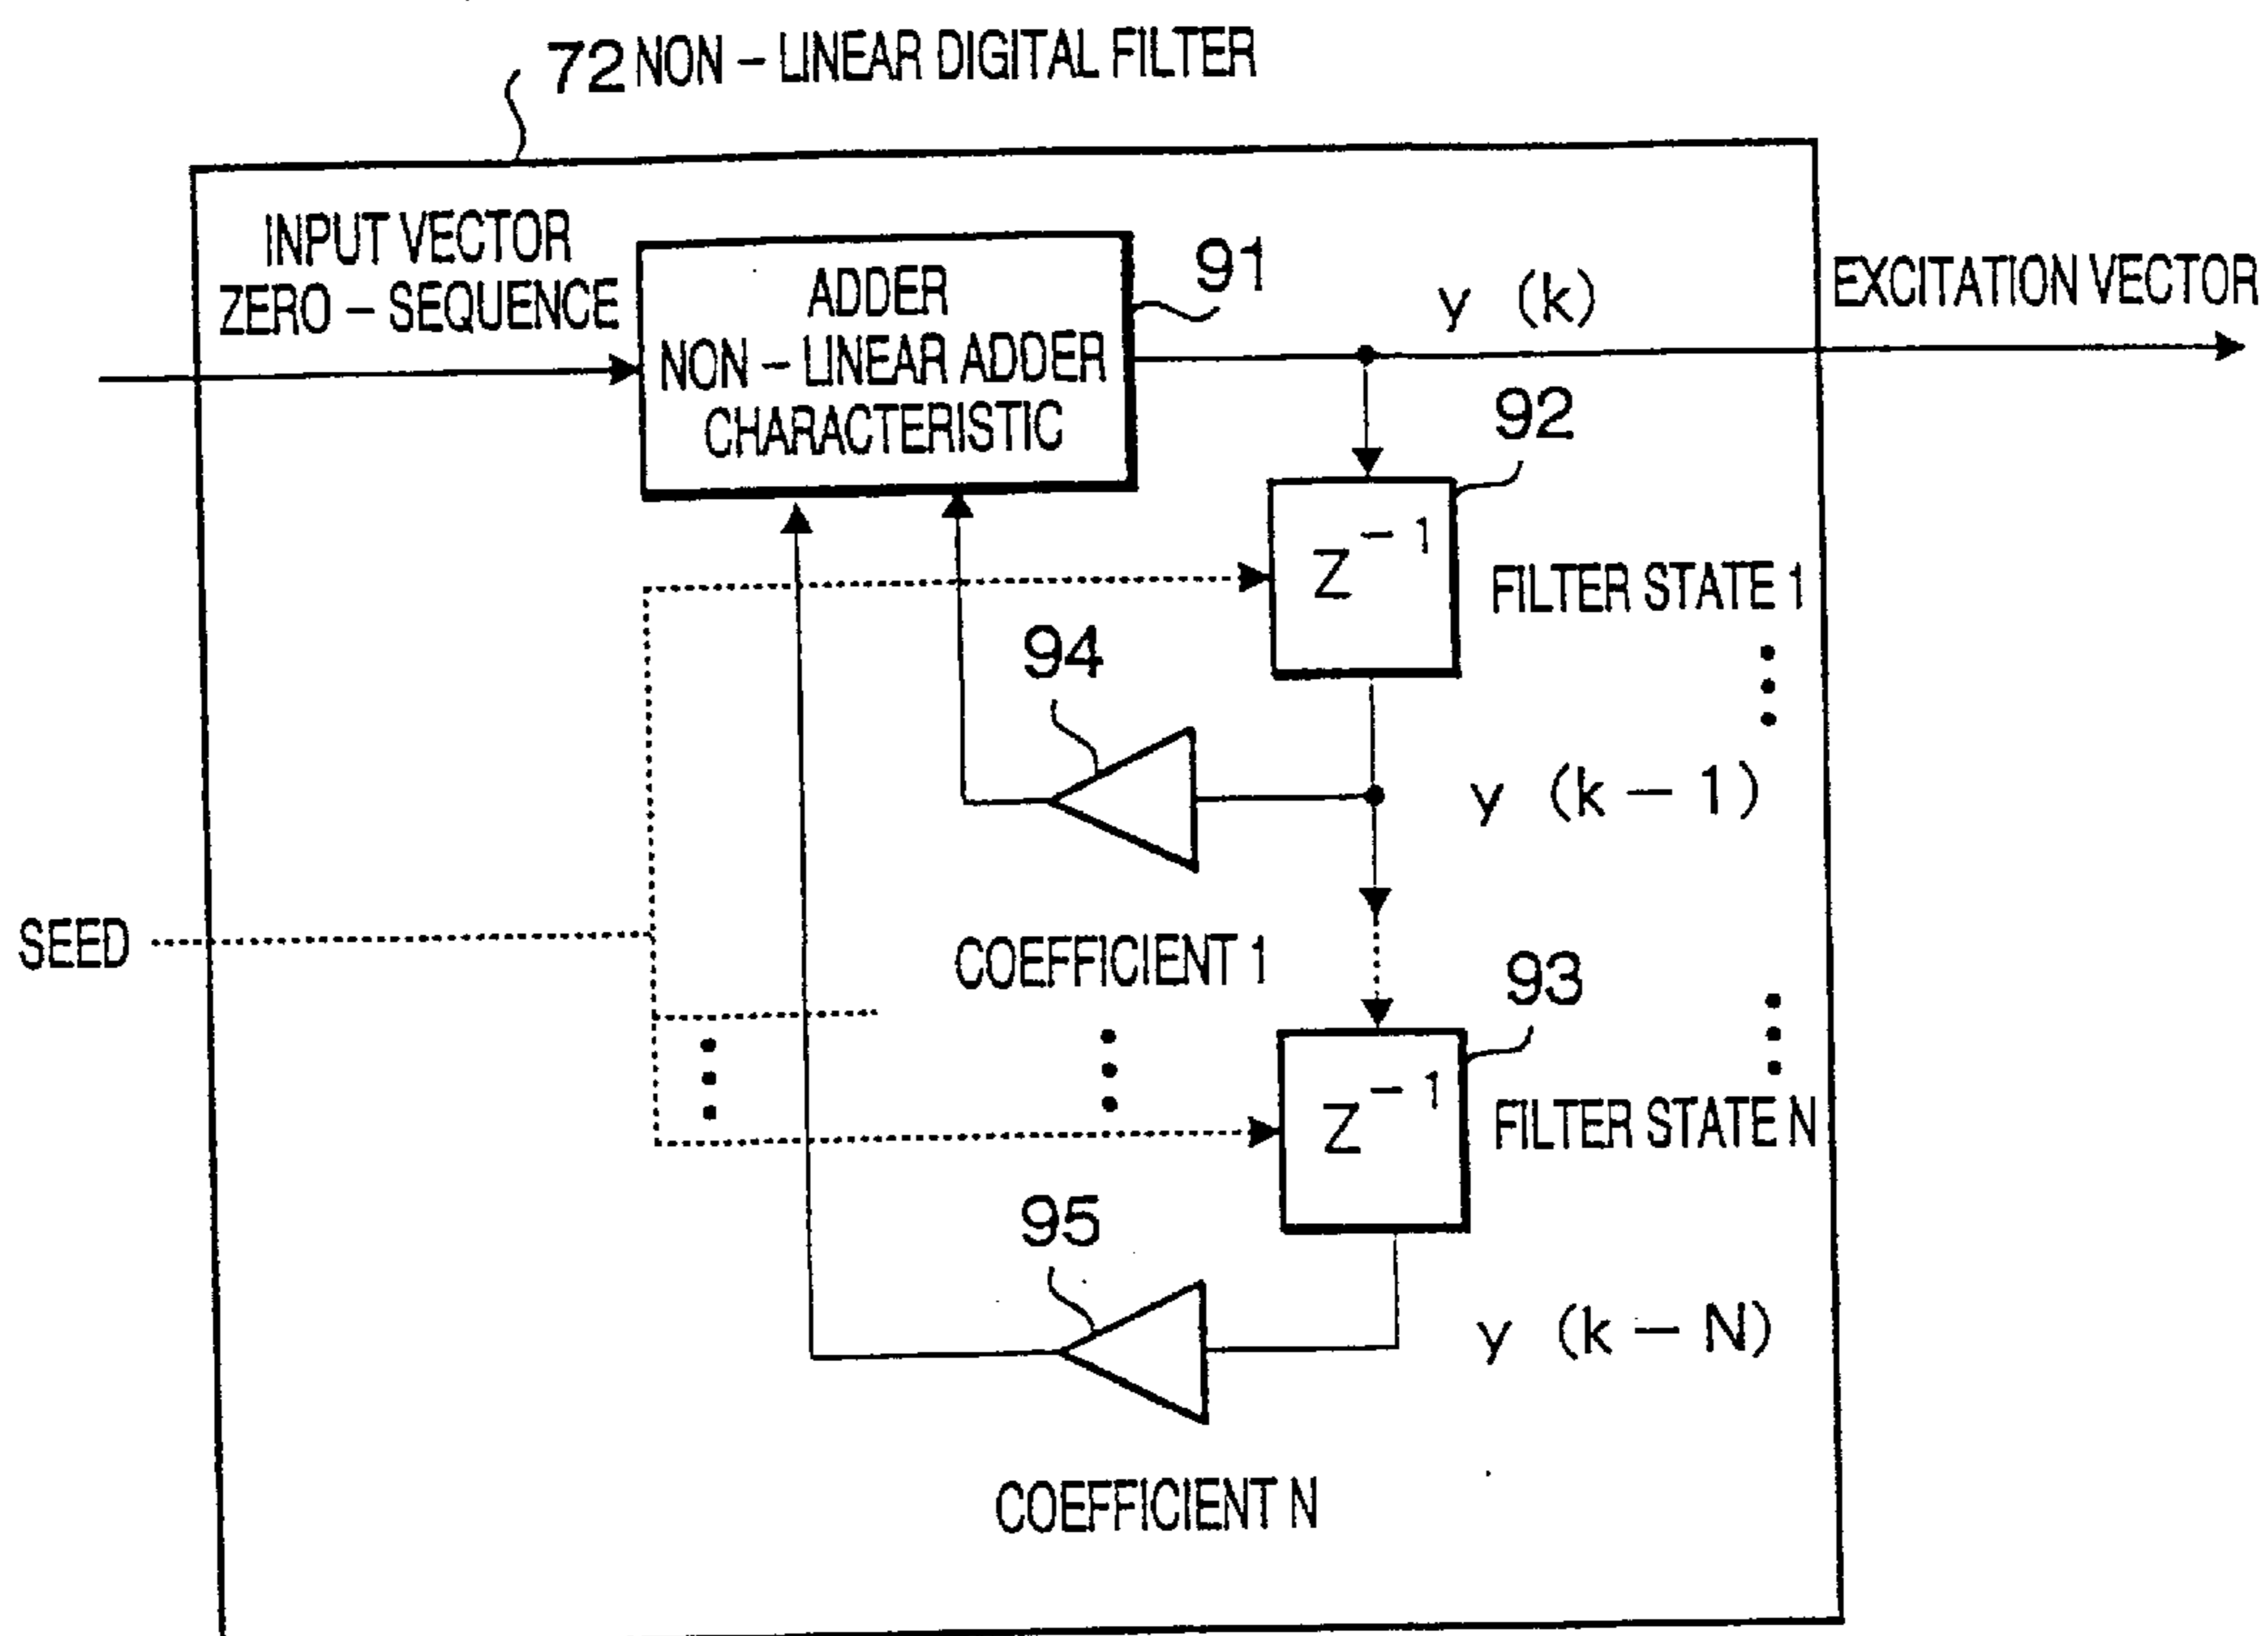 72 NON – LINEAR DIGITAL FILTER
INPUT VECTOR
ZERO – SEQUENCE
ADDER
NON – LINEAR ADDER
CHARACTERISTIC
91
y (k)
EXCITATION VECTOR
92
Z⁻¹
FILTER STATE 1
94
y (k – 1)
SEED
COEFFICIENT 1
93
Z⁻¹
FILTER STATE N
95
y (k – N)
COEFFICIENT N